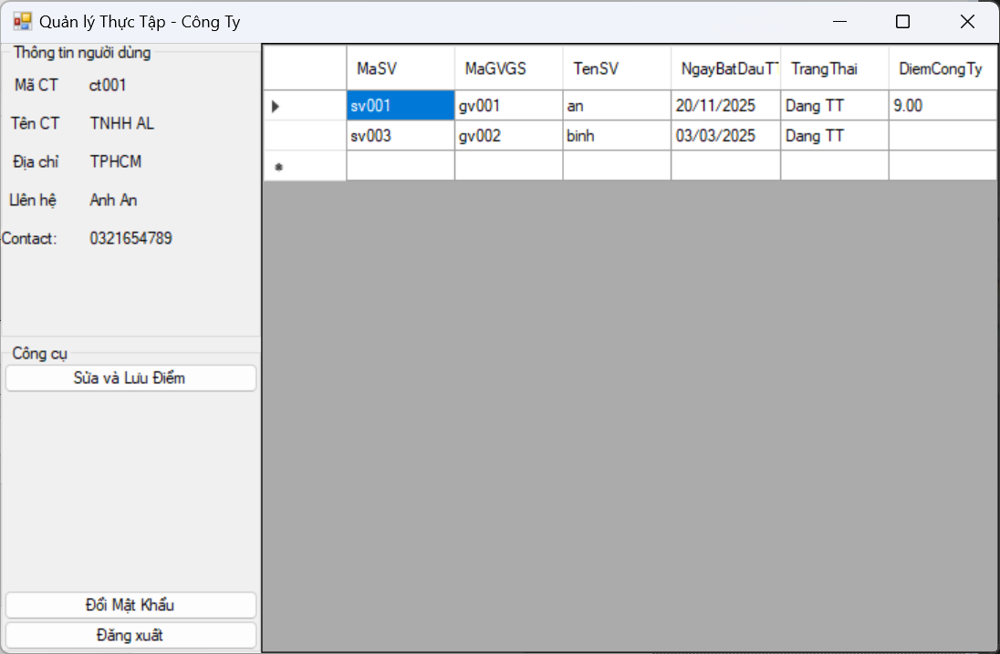 Quản lý Thực Tập - Công Ty
Thông tin người dùng
Mã CT ct001
Tên CT TNHH AL
Địa chỉ TPHCM
LIên hệ Anh An
Contact: 0321654789
Công cụ
Sửa và Lưu Điểm
Đổi Mật Khẩu
Đăng xuất
MaSV MaGVGS TenSV NgayBatDauTT TrangThai DiemCongTy
sv001 gv001 an 20/11/2025 Dang TT 9.00
sv003 gv002 binh 03/03/2025 Dang TT